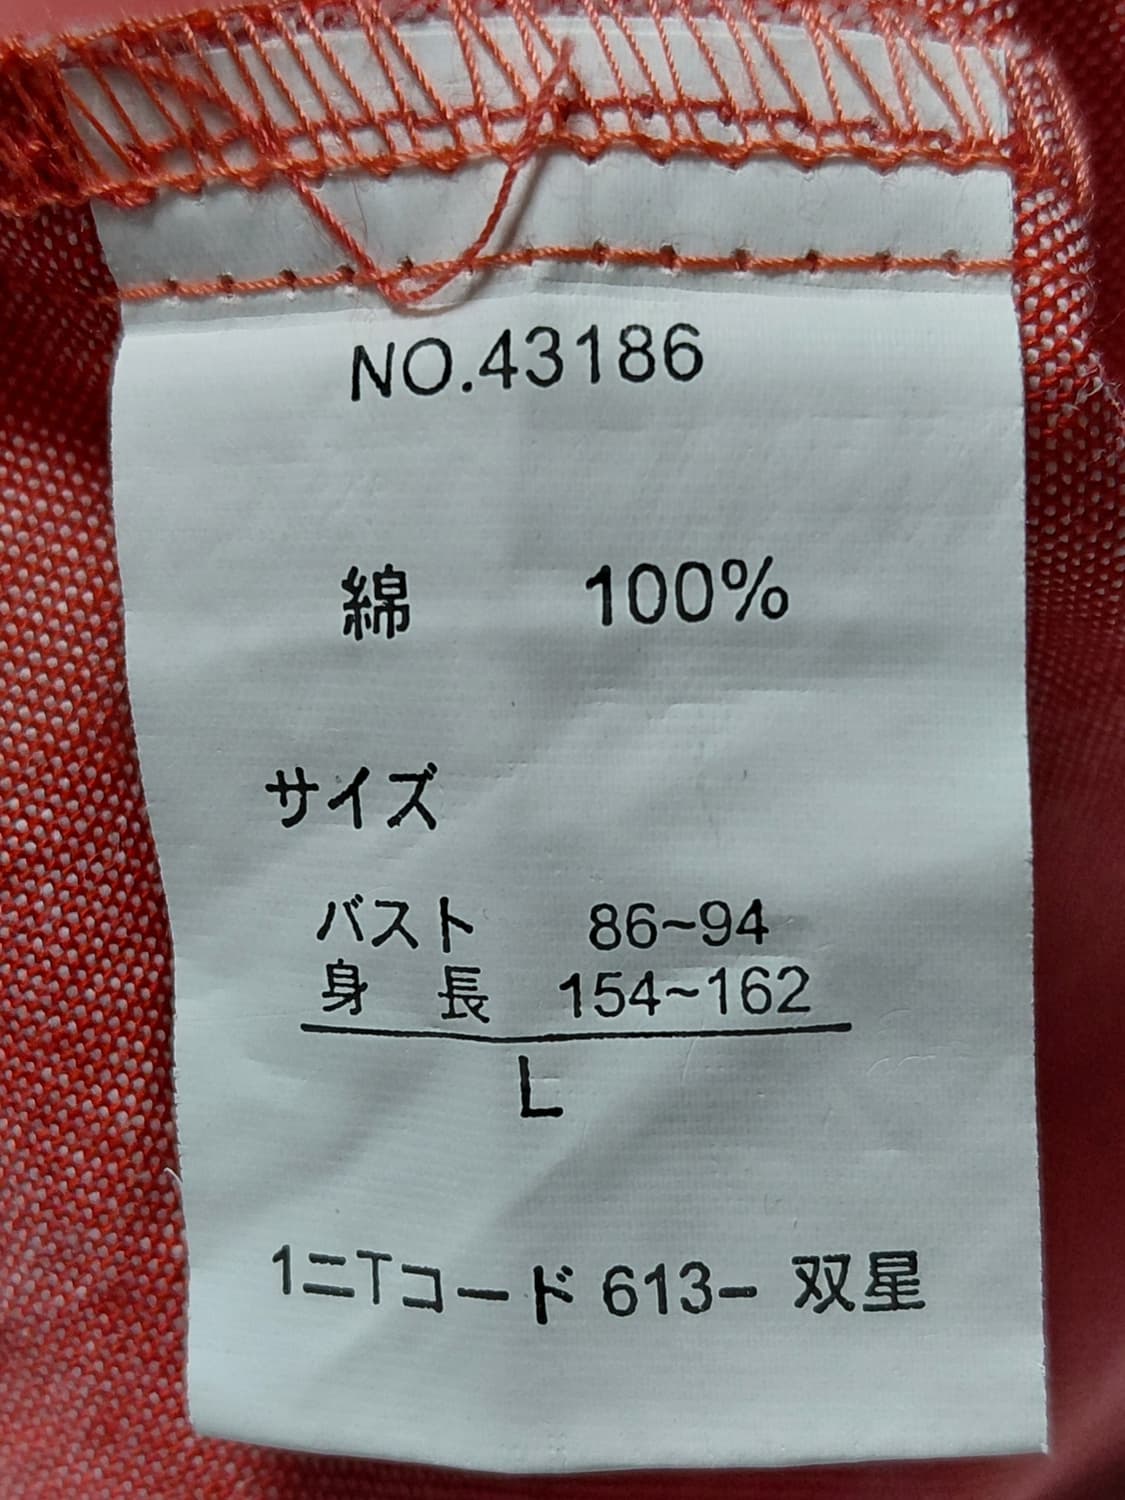 NO.43186
綿 100%
サイズ
バスト 86~94
身 長 154~162
L
1ニTコード 613- 双星